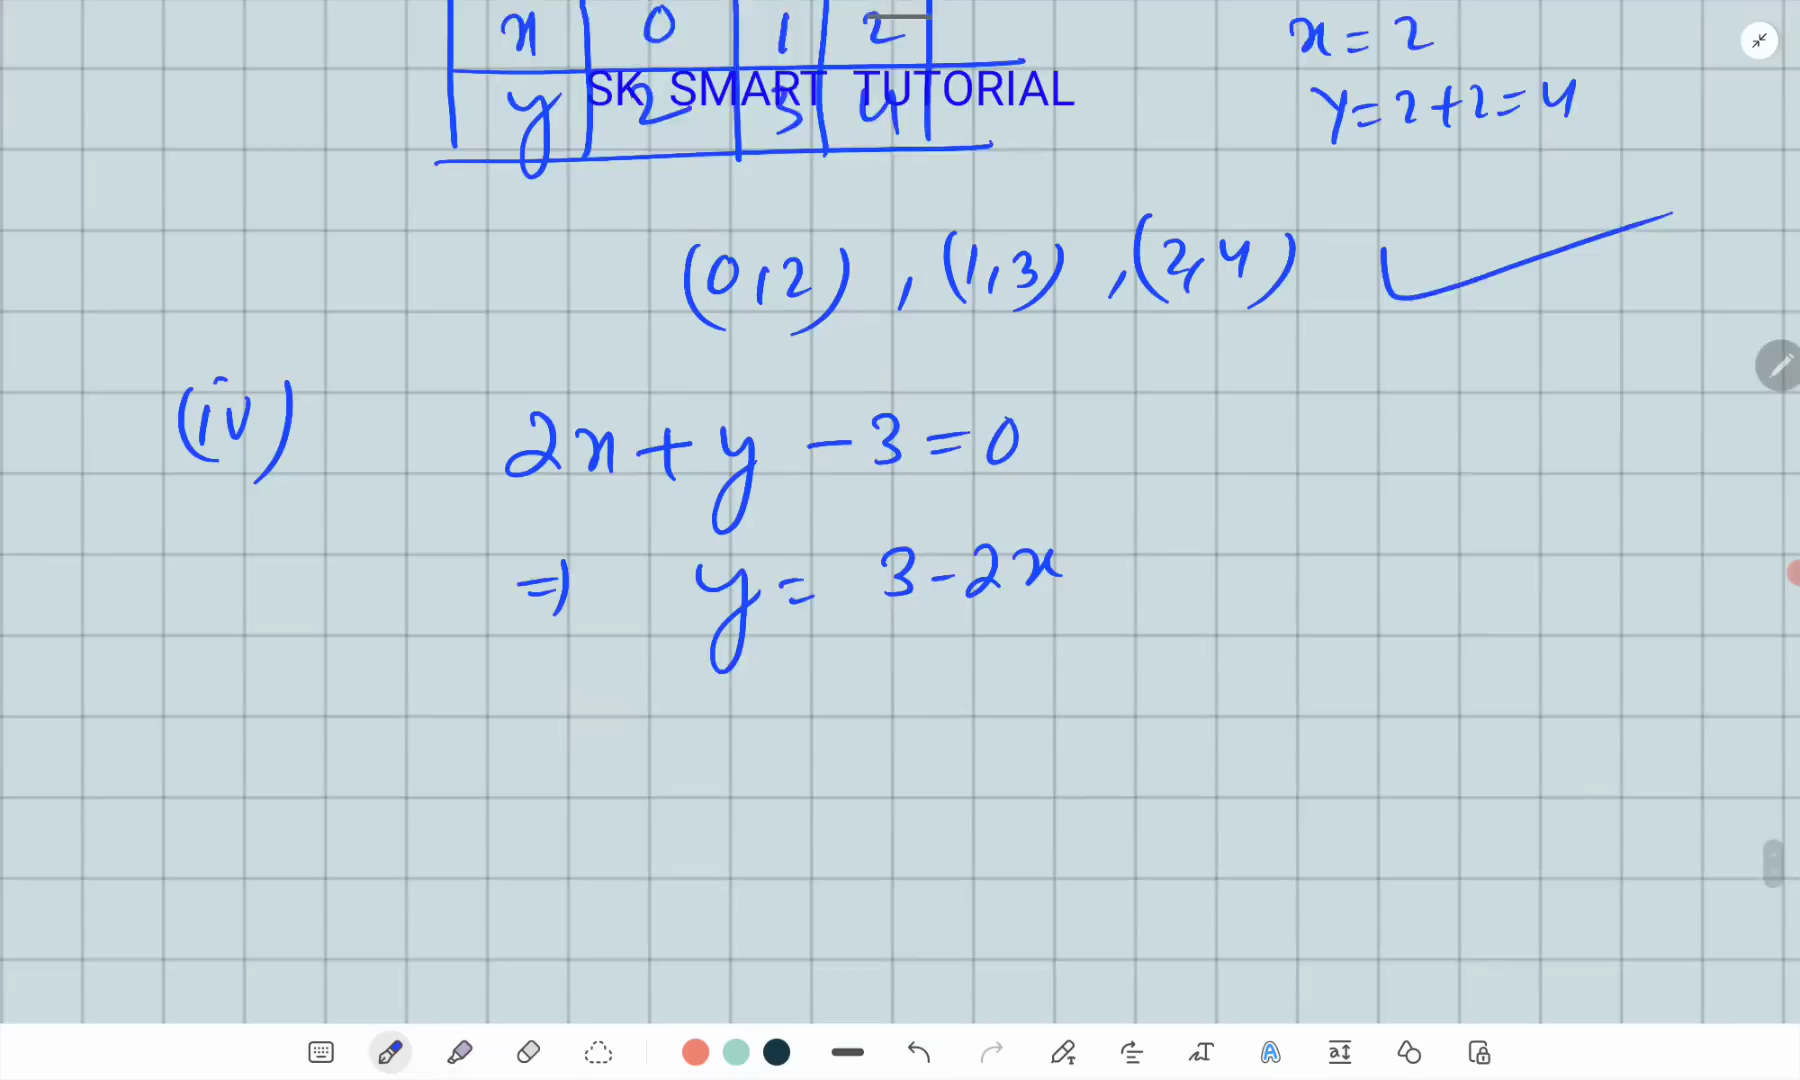 x 0 1 2
x = 2
SK SMART TUTORIAL
y 2 3 4
y = 2 + 2 = 4
(0,2) , (1,3) , (2,4)
(iv) 2x + y - 3 = 0
⇒ y = 3 - 2x